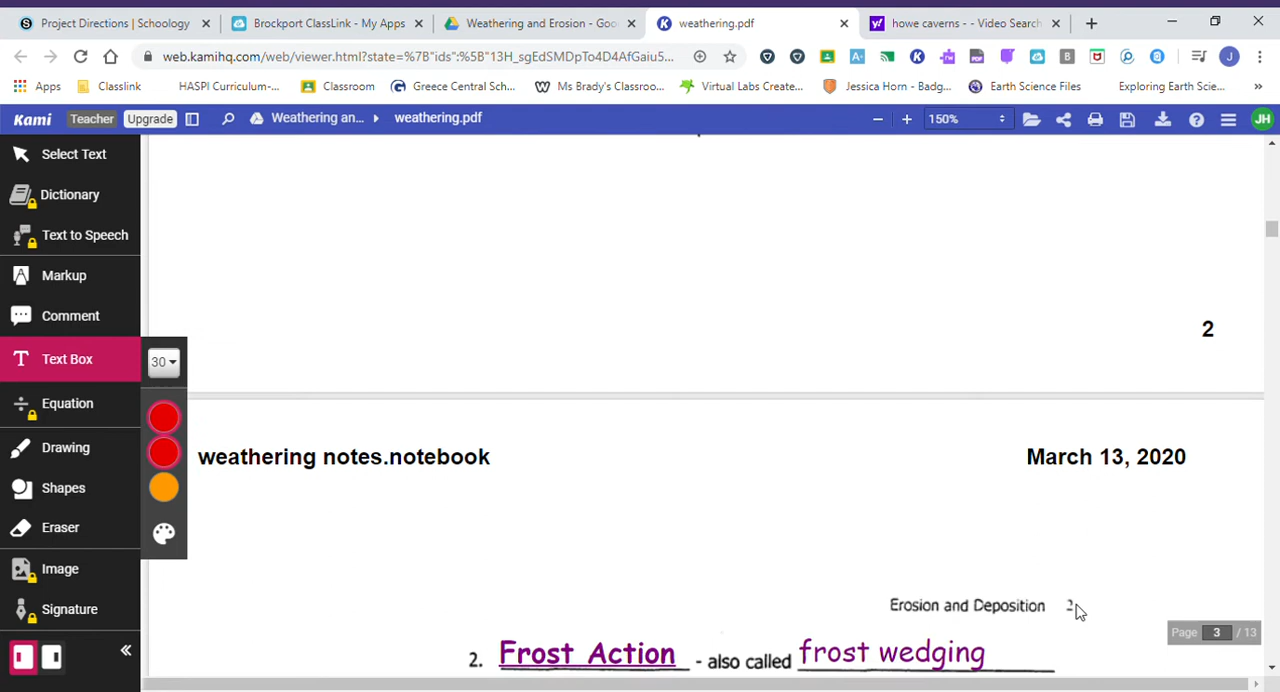 Project Directions | Schoology
Brockport ClassLink - My Apps
Weathering and Erosion - Goo
weathering.pdf
howe caverns - - Video Search
web.kamihq.com/web/viewer.html?state=%7B"ids":%5B"13H_sgEdSMDpTo4D4AfGaiu5...
Apps
Classlink
HASPI Curriculum-...
Classroom
Greece Central Sch...
Ms Brady's Classroo...
Virtual Labs Create...
Jessica Horn - Badg...
Earth Science Files
Exploring Earth Scie...
Kami
Teacher
Upgrade
Weathering an...
weathering.pdf
150%
JH
Select Text
Dictionary
Text to Speech
Markup
Comment
Text Box
30
Equation
Drawing
Shapes
Eraser
Image
Signature
2
weathering notes.notebook
March 13, 2020
Erosion and Deposition 2
2. Frost Action - also called frost wedging
Page 3 / 13